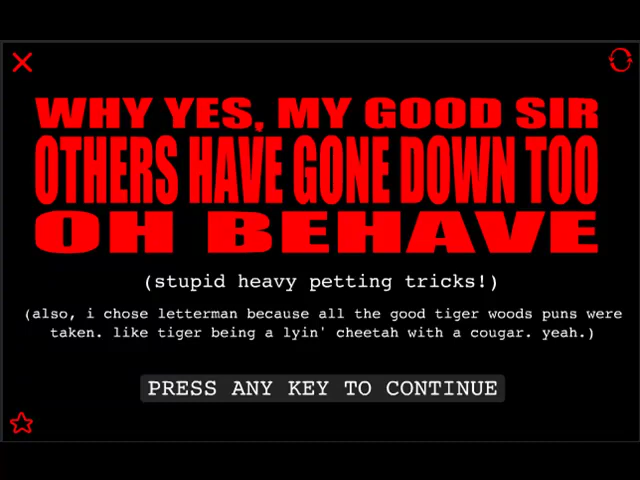 WHY YES, MY GOOD SIR
OTHERS HAVE GONE DOWN TOO
OH BEHAVE
(stupid heavy petting tricks!)
(also, i chose letterman because all the good tiger woods puns were
taken. like tiger being a lyin' cheetah with a cougar. yeah.)
PRESS ANY KEY TO CONTINUE